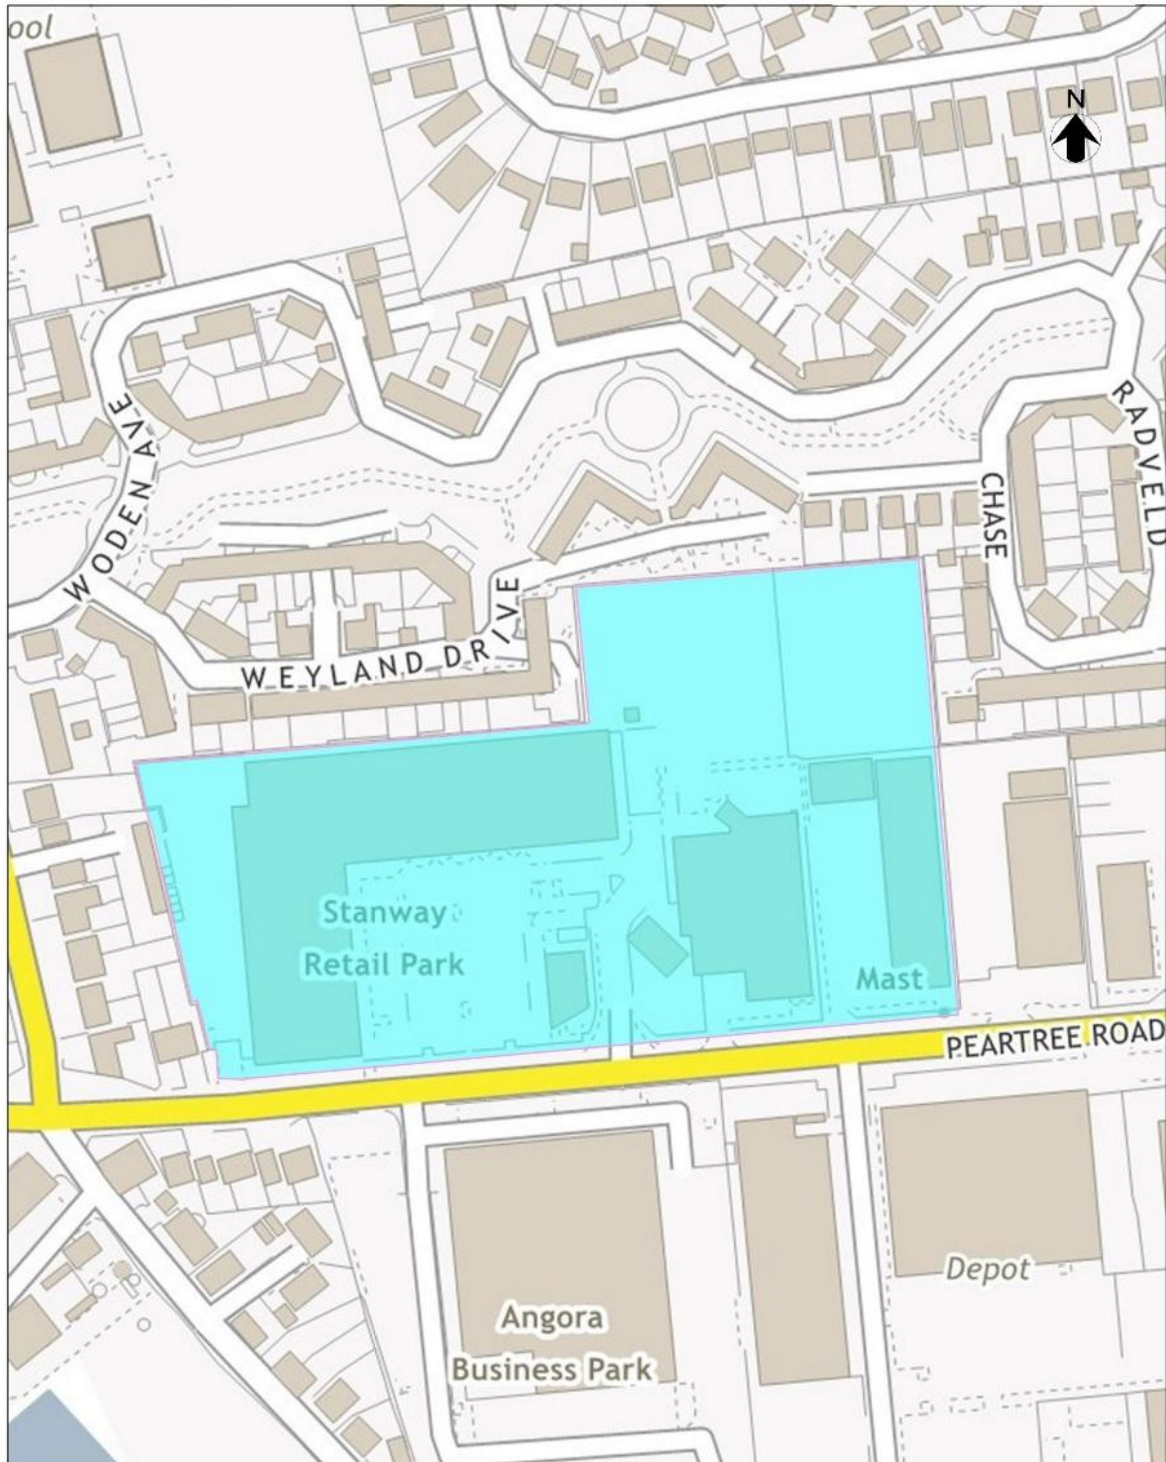 ool
N
WODEN AVE
RADVELD
CHASE
WEYLAND DRIVE
Stanway
Retail Park
Mast
PEARTREE ROAD
Depot
Angora
Business Park